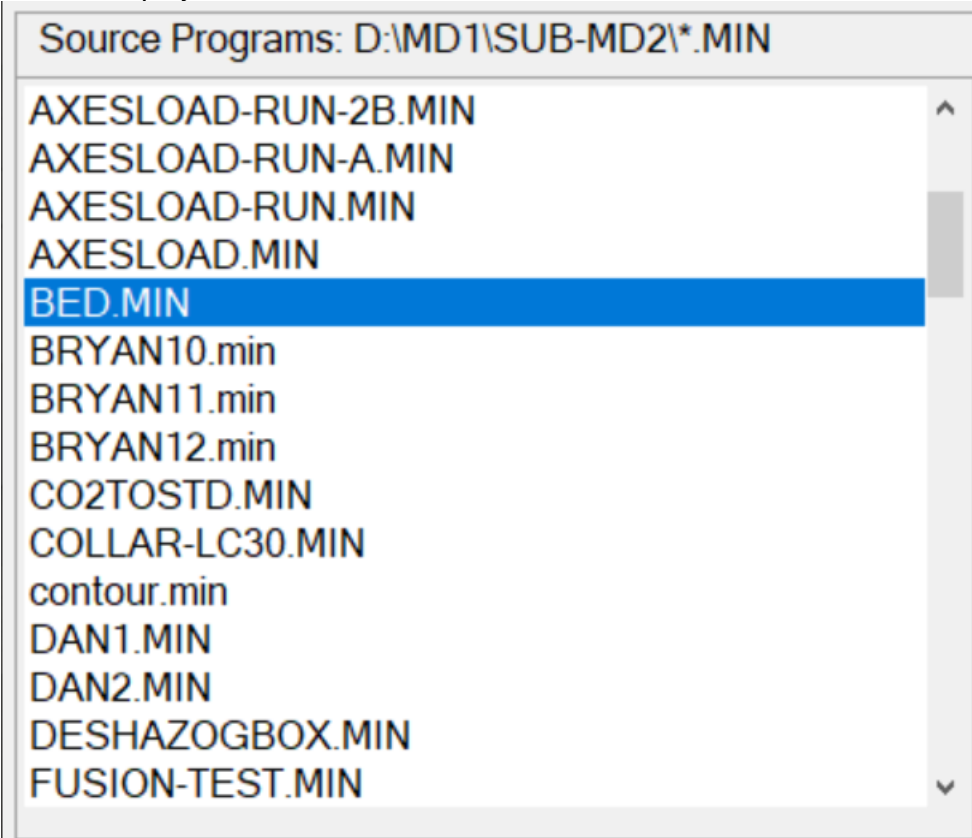 Source Programs: D:\MD1\SUB-MD2\*.MIN
AXESLOAD-RUN-2B.MIN
AXESLOAD-RUN-A.MIN
AXESLOAD-RUN.MIN
AXESLOAD.MIN
BED.MIN
BRYAN10.min
BRYAN11.min
BRYAN12.min
CO2TOSTD.MIN
COLLAR-LC30.MIN
contour.min
DAN1.MIN
DAN2.MIN
DESHAZOGBOX.MIN
FUSION-TEST.MIN